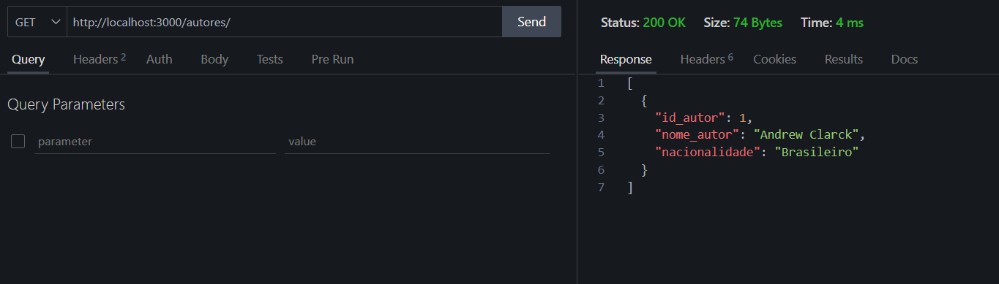 GET http://localhost:3000/autores/ Send
Query Headers 2 Auth Body Tests Pre Run
Query Parameters
parameter value
Status: 200 OK Size: 74 Bytes Time: 4 ms
Response Headers 6 Cookies Results Docs
1 [
2 {
3 "id_autor": 1,
4 "nome_autor": "Andrew Clarck",
5 "nacionalidade": "Brasileiro"
6 }
7 ]